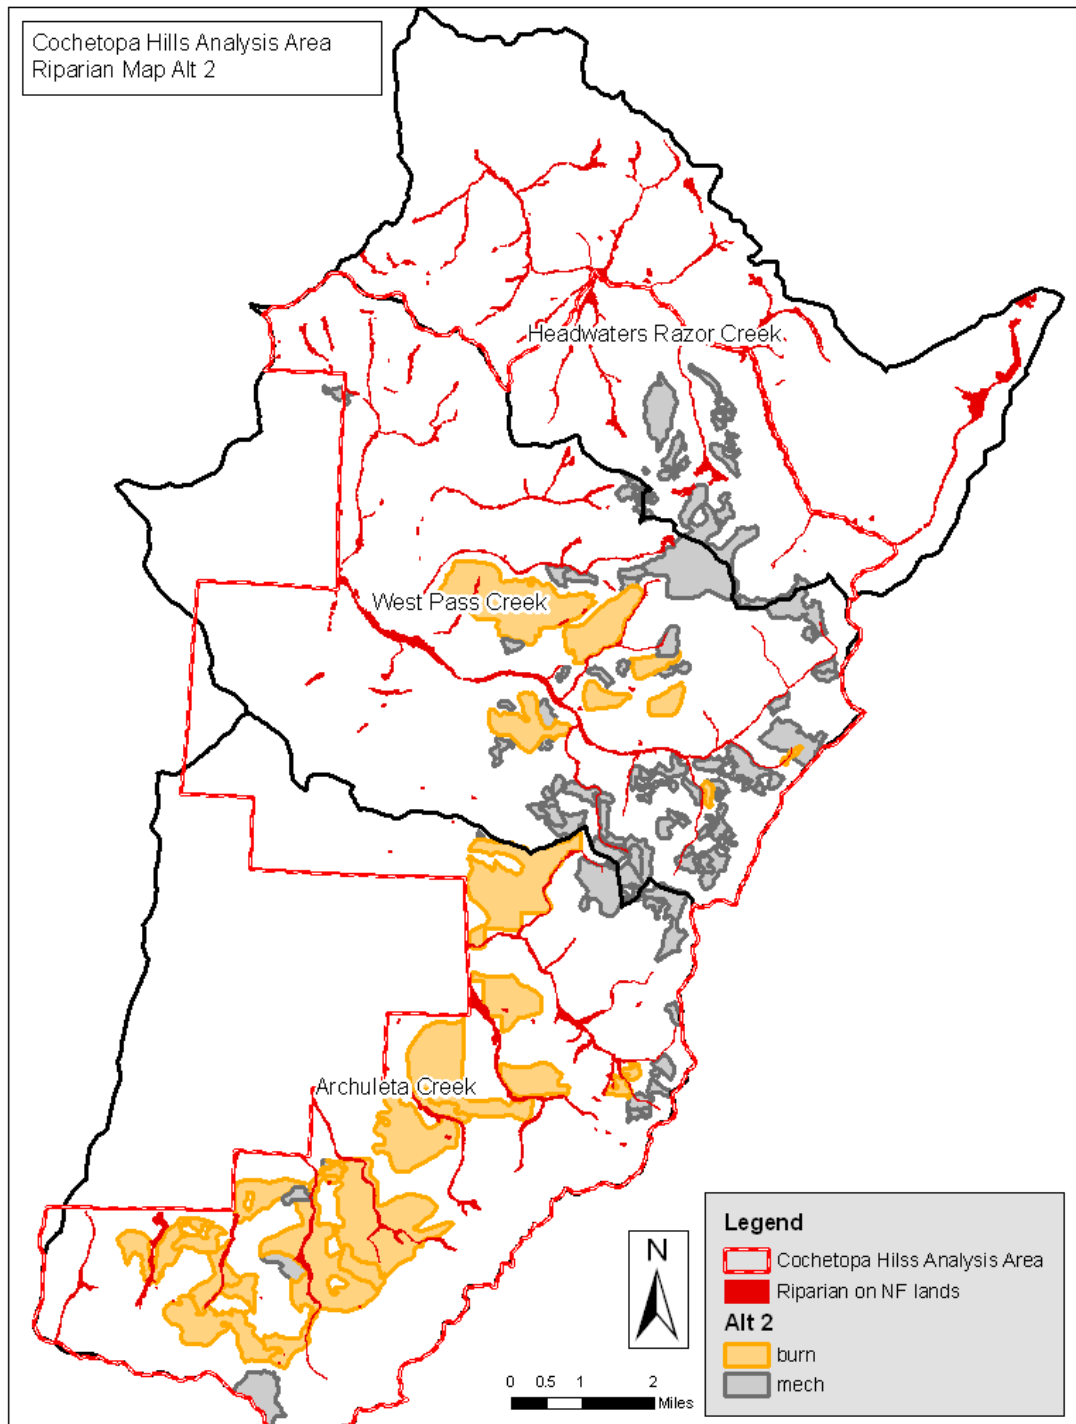 Cochetopa Hills Analysis Area
Riparian Map Alt 2
Headwaters Razor Creek
West Pass Creek
Archuleta Creek
N
0 0.5 1 2
Miles
Legend
Cochetopa Hilss Analysis Area
Riparian on NF lands
Alt 2
burn
mech